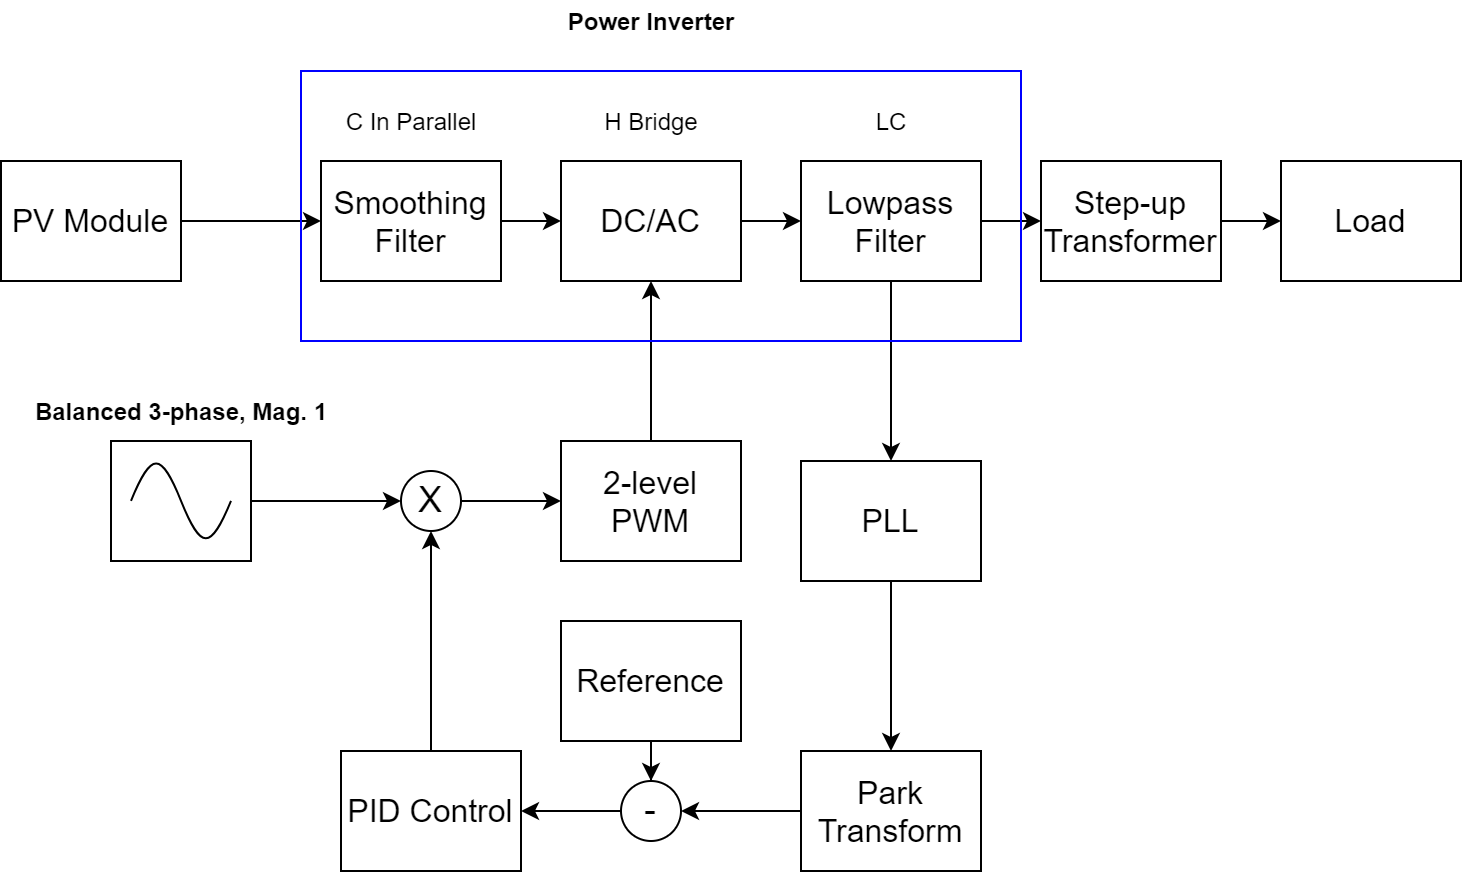 Power Inverter
C In Parallel
H Bridge
LC
PV Module
Smoothing
Filter
DC/AC
Lowpass
Filter
Step-up
Transformer
Load
Balanced 3-phase, Mag. 1
X
2-level
PWM
PLL
Reference
PID Control
-
Park
Transform